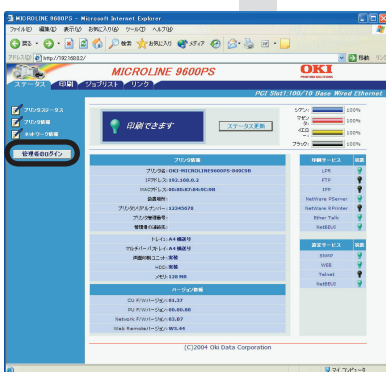 MICROLINE 9600PS - Microsoft Internet Explorer
ファイル(F) 編集(E) 表示(V) お気に入り(A) ツール(T) ヘルプ(H)
戻る 検索 お気に入り メディア
アドレス(D) http://192.168.0.2/ 移動 リンク
MICROLINE 9600PS OKI
ステータス 印刷 ジョブリスト リンク
PCI Slot1:100/10 Base Wired Ethernet
プリンタステータス
プリンタ情報
ネットワーク情報
管理者のログイン
印刷できます
ステータス更新
シアン: 100%
マゼンタ: 100%
イエロー: 100%
ブラック: 100%
プリンタ情報
プリンタ名: OKI-MICROLINE9600PS-849C9B
IPアドレス: 192.168.0.2
MACアドレス: 00:80:87:84:9C:9B
設置場所:
プリンタシリアルナンバー: 12345678
プリンタ管理番号:
管理者の連絡先:
トレイ1: A4 横送り
マルチパーパストレイ: A4 横送り
両面印刷ユニット: 実装
HDD: 実装
メモリ: 128 MB
バージョン情報
CU F/Wバージョン: 01.37
PU F/Wバージョン: 00.00.88
Network F/Wバージョン: 03.87
Web Remoteバージョン: W3.44
印刷サービス 状態
LPR
FTP
IPP
NetWare PServer
NetWare RPrinter
Ether Talk
NetBEUI
設定サービス 状態
SNMP
WEB
Telnet
NetBEUI
(C)2004 Oki Data Corporation
マイ コンピュータ